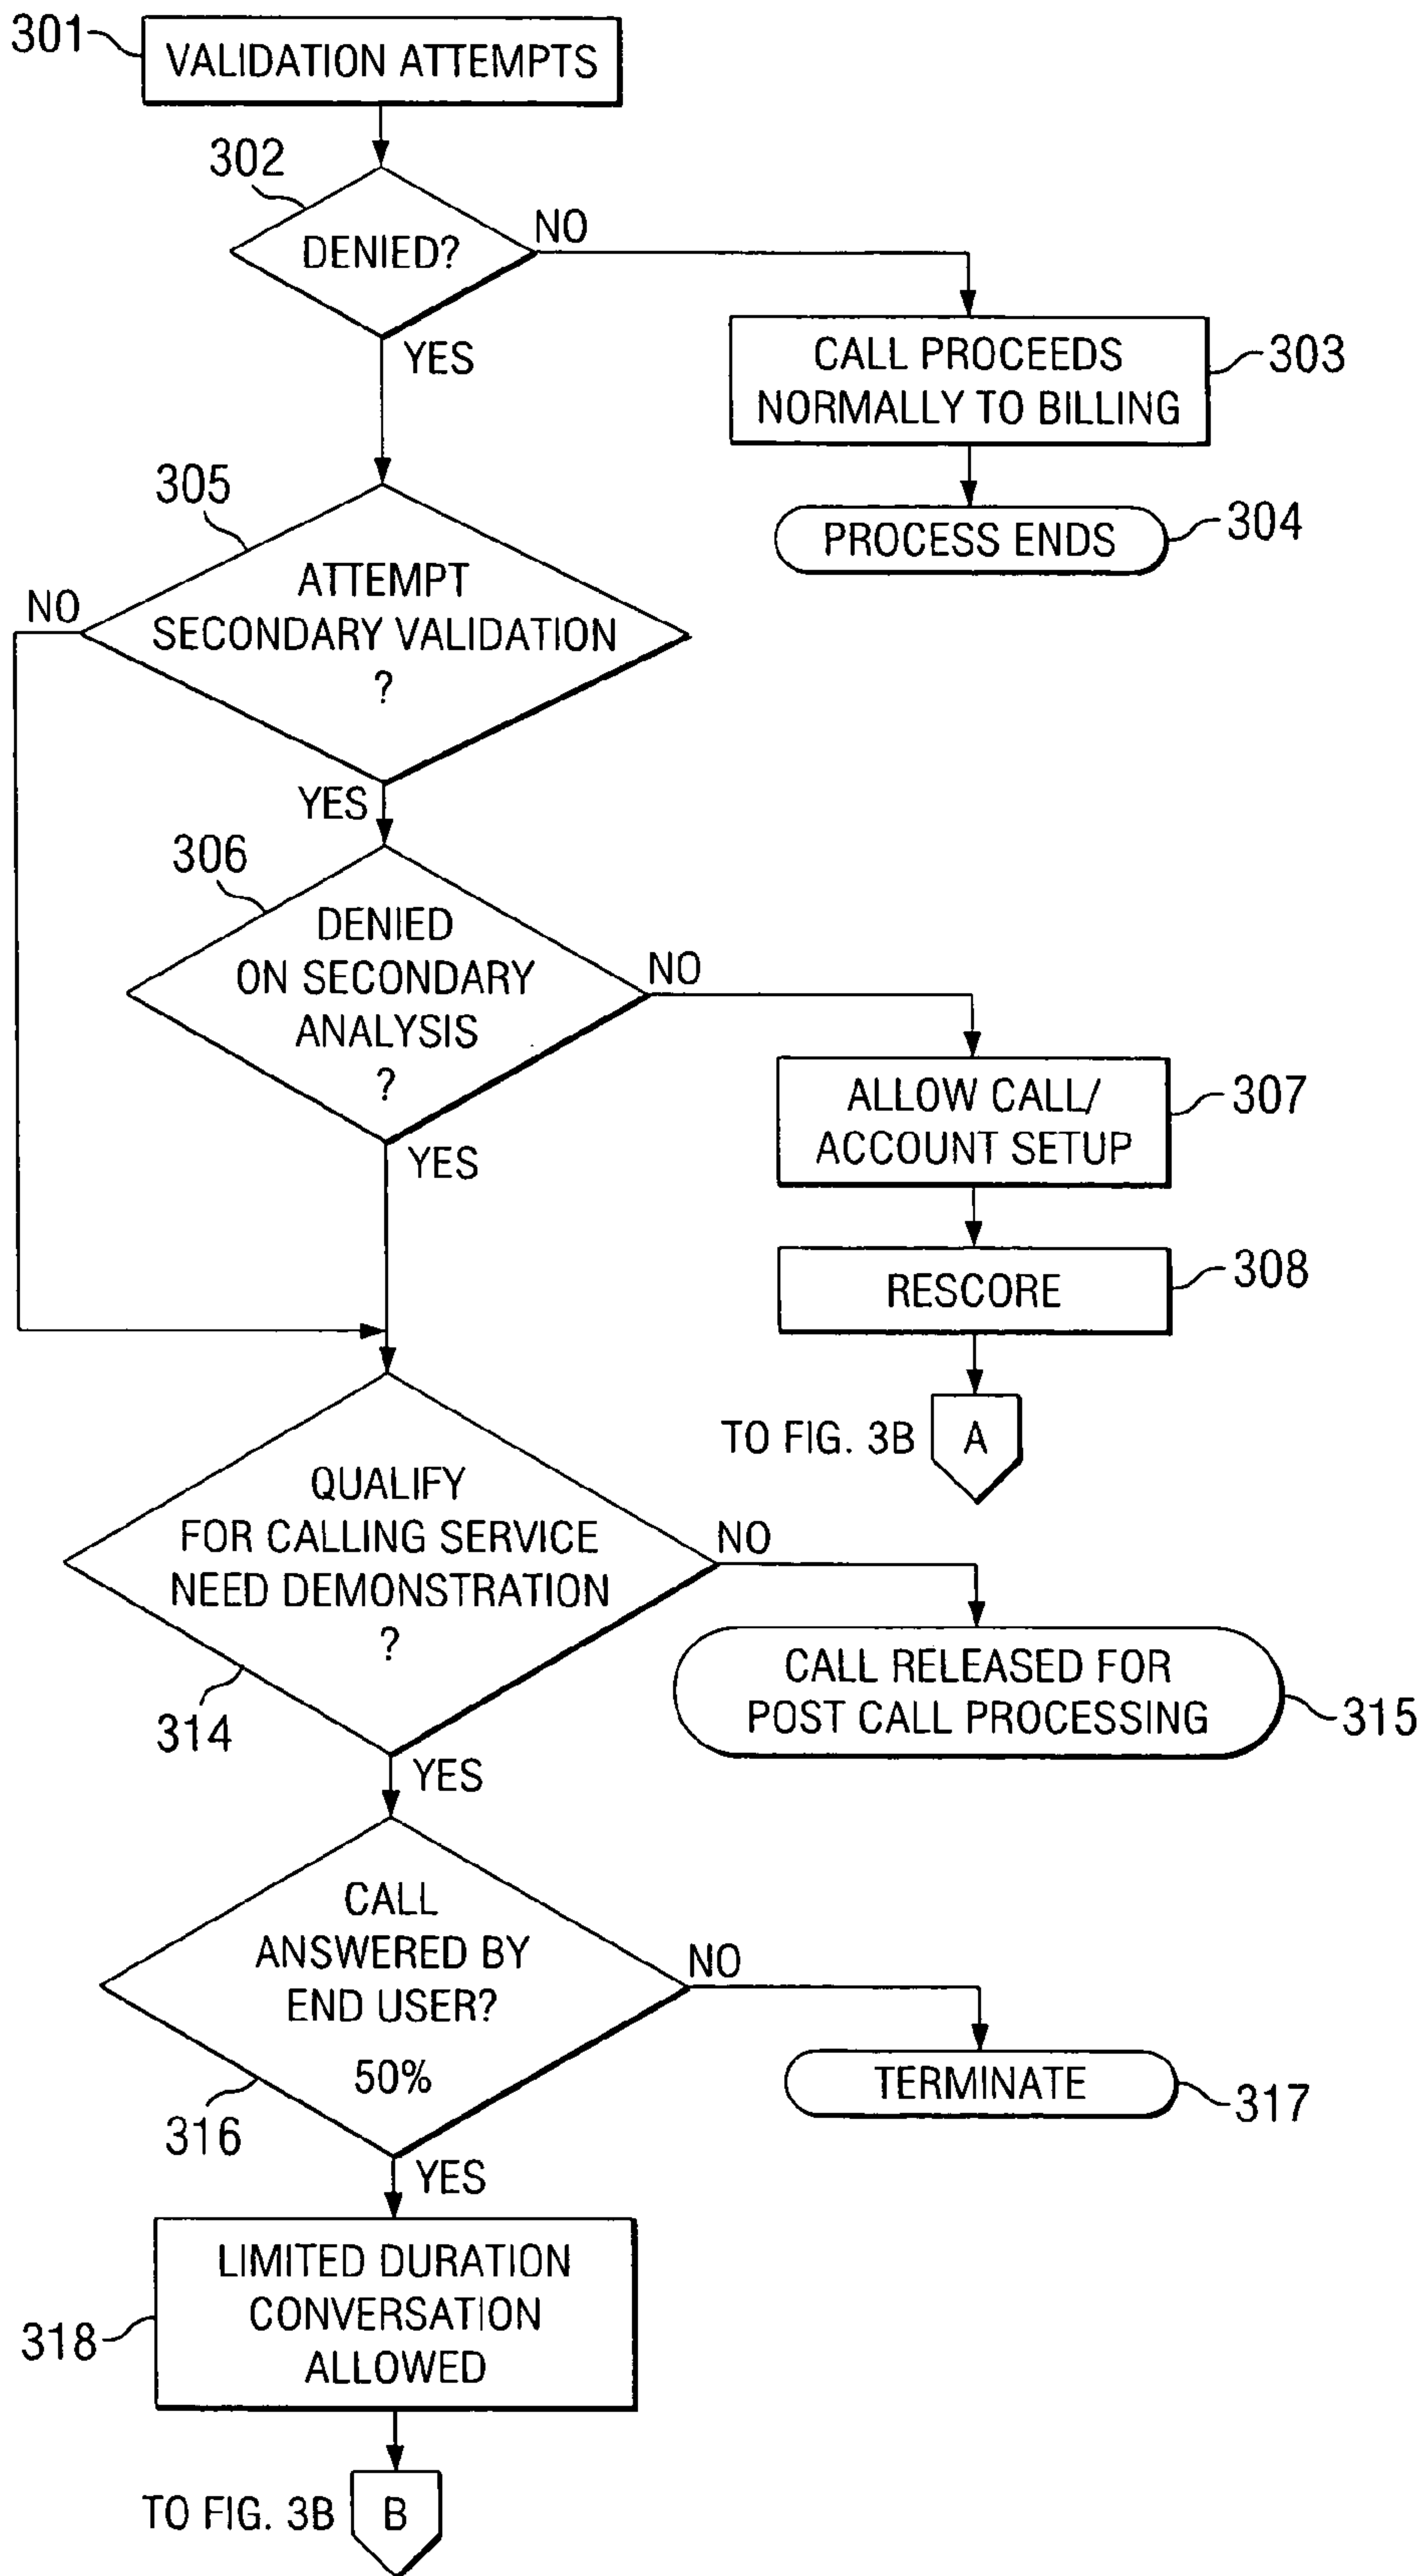 301
VALIDATION ATTEMPTS
302
DENIED?
NO
YES
CALL PROCEEDS
NORMALLY TO BILLING
303
PROCESS ENDS
304
305
ATTEMPT
SECONDARY VALIDATION
?
NO
YES
306
DENIED
ON SECONDARY
ANALYSIS
?
NO
YES
ALLOW CALL/
ACCOUNT SETUP
307
RESCORE
308
TO FIG. 3B
A
QUALIFY
FOR CALLING SERVICE
NEED DEMONSTRATION
?
314
NO
YES
CALL RELEASED FOR
POST CALL PROCESSING
315
CALL
ANSWERED BY
END USER?
50%
316
NO
YES
TERMINATE
317
LIMITED DURATION
CONVERSATION
ALLOWED
318
TO FIG. 3B
B